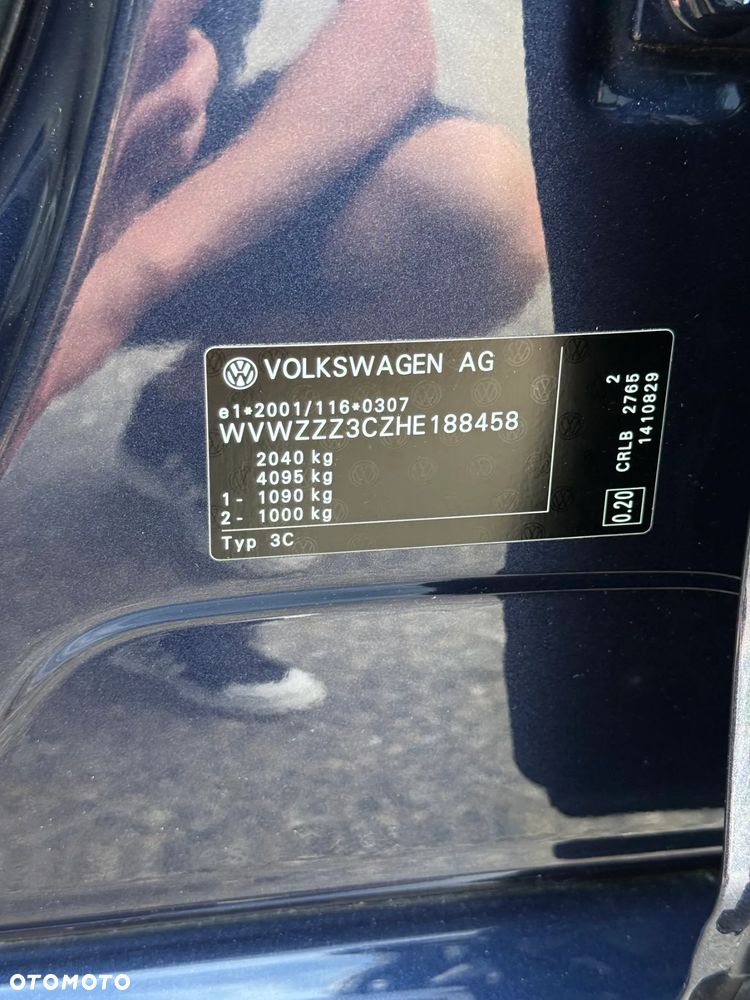 VOLKSWAGEN AG
e1*2001/116*0307
WVWZZZ3CZHE188458
2040 kg
4095 kg
1- 1090 kg
2- 1000 kg
Typ 3C
0.20
CRLB 2765 2
1410829
OTOMOTO